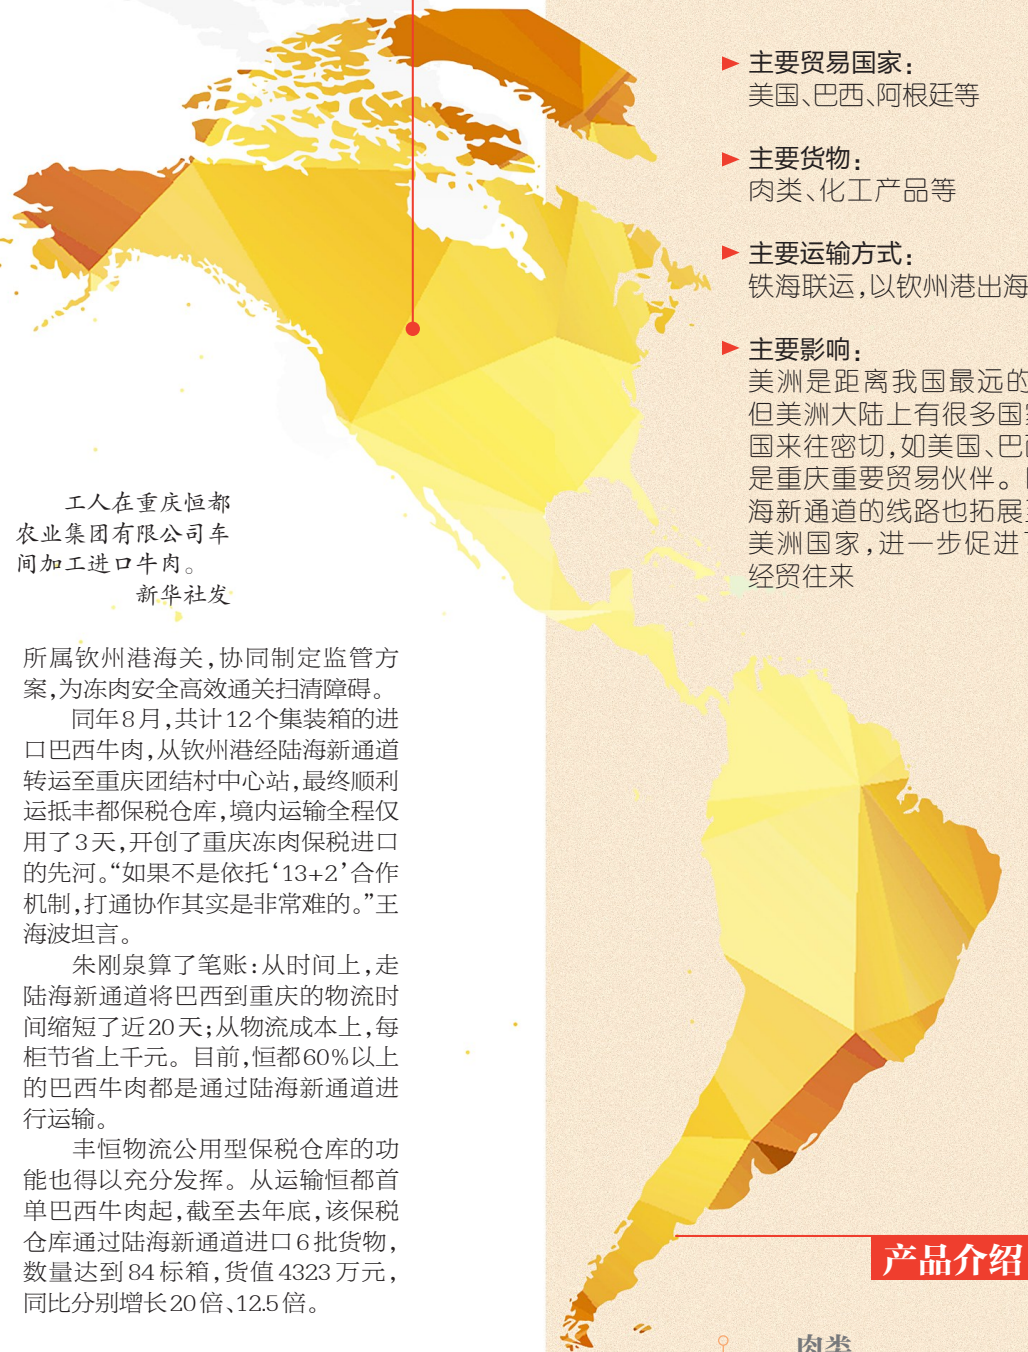 工人在重庆恒都
农业集团有限公司车
间加工进口牛肉。
新华社发
所属钦州港海关,协同制定监管方
案,为冻肉安全高效通关扫清障碍。
同年8月,共计12个集装箱的进
口巴西牛肉,从钦州港经陆海新通道
转运至重庆团结村中心站,最终顺利
运抵丰都保税仓库,境内运输全程仅
用了3天,开创了重庆冻肉保税进口
的先河。“如果不是依托‘13+2’合作
机制,打通协作其实是非常难的。”王
海波坦言。
朱刚泉算了笔账:从时间上,走
陆海新通道将巴西到重庆的物流时
间缩短了近20天;从物流成本上,每
柜节省上千元。目前,恒都60%以上
的巴西牛肉都是通过陆海新通道进
行运输。
丰恒物流公用型保税仓库的功
能也得以充分发挥。从运输恒都首
单巴西牛肉起,截至去年底,该保税
仓库通过陆海新通道进口6批货物,
数量达到84标箱,货值4323万元,
同比分别增长20倍、12.5倍。
主要贸易国家:
美国、巴西、阿根廷等
主要货物:
肉类、化工产品等
主要运输方式:
铁海联运,以钦州港出海
主要影响:
美洲是距离我国最远的
但美洲大陆上有很多国
国来往密切,如美国、巴
是重庆重要贸易伙伴。
海新通道的线路也拓展
美洲国家,进一步促进
经贸往来
产品介绍
肉类